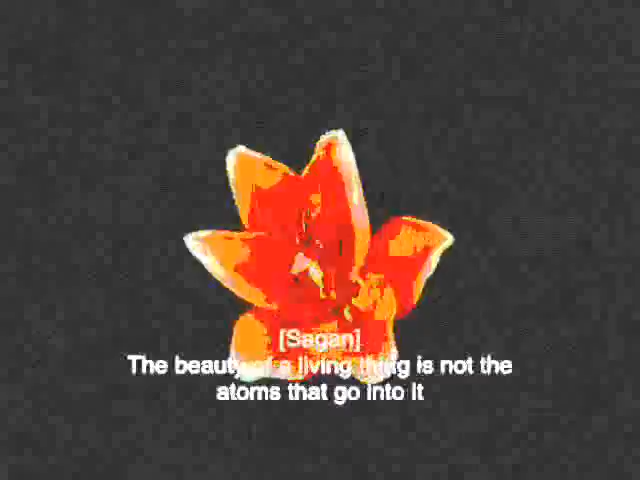 [Sagan]
The beauty of a living thing is not the
atoms that go into it